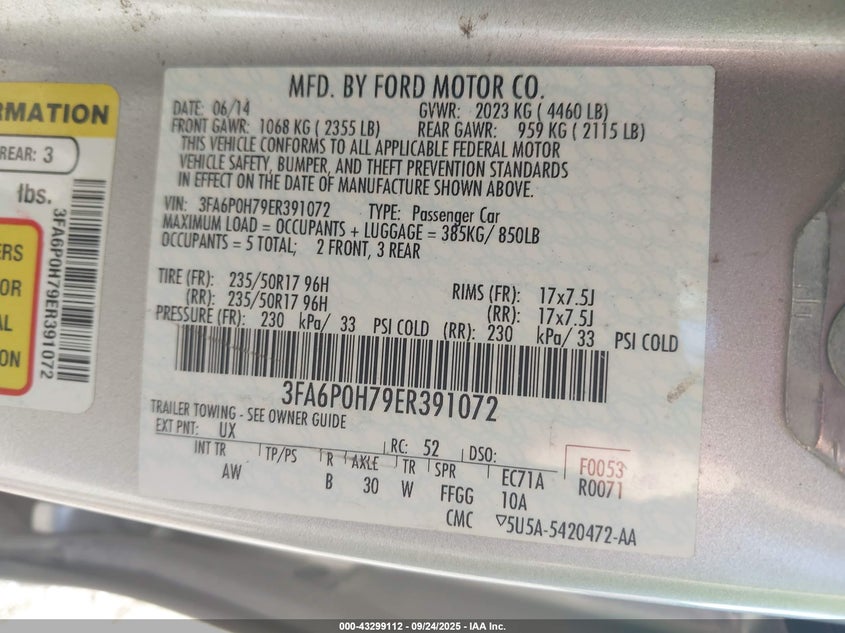 RMATION
REAR: 3
lbs.
ERS
OR
AL
ON
3FA6P0H79ER391072
MFD. BY FORD MOTOR CO.
DATE: 06/14 GVWR: 2023 KG ( 4460 LB)
FRONT GAWR: 1068 KG ( 2355 LB) REAR GAWR: 959 KG ( 2115 LB)
THIS VEHICLE CONFORMS TO ALL APPLICABLE FEDERAL MOTOR
VEHICLE SAFETY, BUMPER, AND THEFT PREVENTION STANDARDS
IN EFFECT ON THE DATE OF MANUFACTURE SHOWN ABOVE.
VIN: 3FA6P0H79ER391072 TYPE: Passenger Car
MAXIMUM LOAD = OCCUPANTS + LUGGAGE = 385KG/ 850LB
OCCUPANTS = 5 TOTAL; 2 FRONT, 3 REAR
TIRE (FR): 235/50R17 96H RIMS (FR): 17x7.5J
(RR): 235/50R17 96H (RR): 17x7.5J
PRESSURE (FR): 230 kPa/ 33 PSI COLD (RR): 230 kPa/ 33 PSI COLD
3FA6P0H79ER391072
TRAILER TOWING - SEE OWNER GUIDE
EXT PNT: UX RC: 52 DSO:
INT TR TP/PS R AXLE TR SPR EC71A F0053
AW B 30 W FFGG 10A R0071
CMC ▽5U5A-5420472-AA
000-43299112 - 09/24/2025 - IAA Inc.